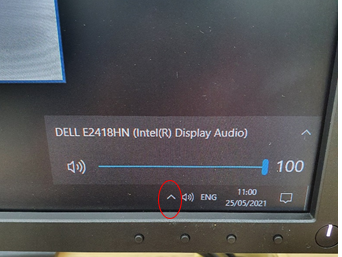 DELL E2418HN (Intel(R) Display Audio)
100
ENG
11:00
25/05/2021